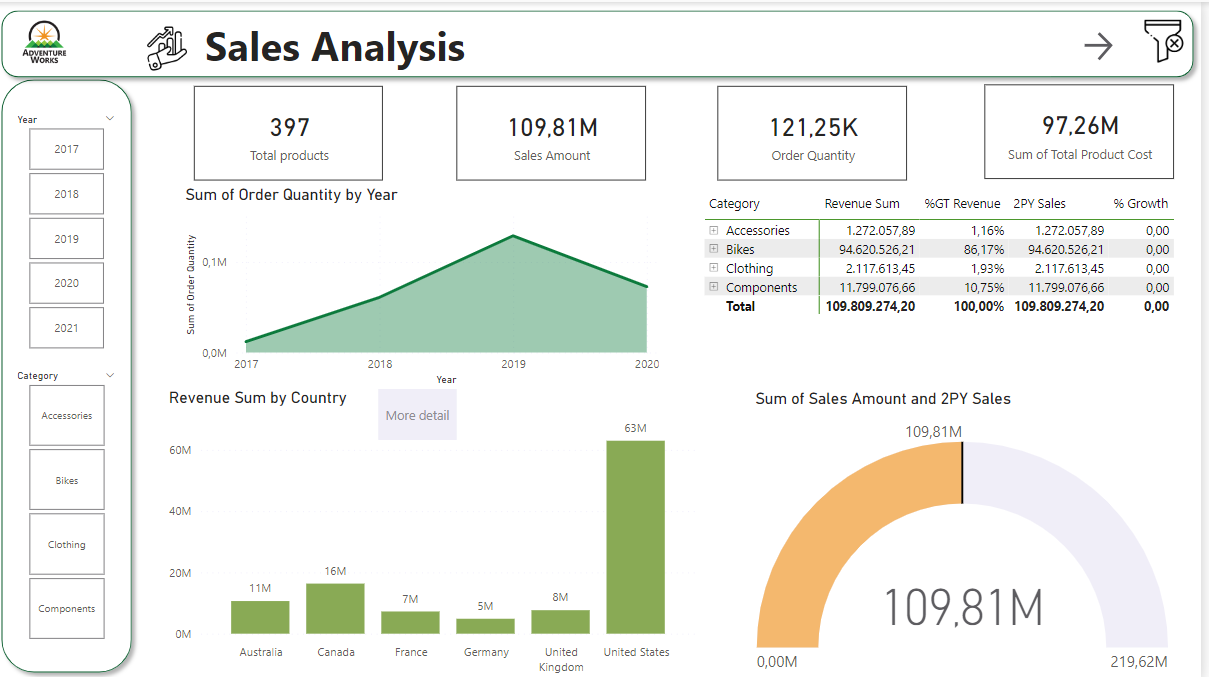 ADVENTURE
WORKS
Sales Analysis
Year
2017
2018
2019
2020
2021
Category
Accessories
Bikes
Clothing
Components
397
Total products
109,81M
Sales Amount
121,25K
Order Quantity
97,26M
Sum of Total Product Cost
Sum of Order Quantity by Year
Sum of Order Quantity
0,1M
0,0M
2017 2018 2019 2020
Year
Category Revenue Sum %GT Revenue 2PY Sales % Growth
Accessories 1.272.057,89 1,16% 1.272.057,89 0,00
Bikes 94.620.526,21 86,17% 94.620.526,21 0,00
Clothing 2.117.613,45 1,93% 2.117.613,45 0,00
Components 11.799.076,66 10,75% 11.799.076,66 0,00
Total 109.809.274,20 100,00% 109.809.274,20 0,00
Revenue Sum by Country
More detail
60M
40M
20M
0M
11M
16M
7M
5M
8M
63M
Australia
Canada
France
Germany
United
Kingdom
United States
Sum of Sales Amount and 2PY Sales
109,81M
109,81M
0,00M
219,62M